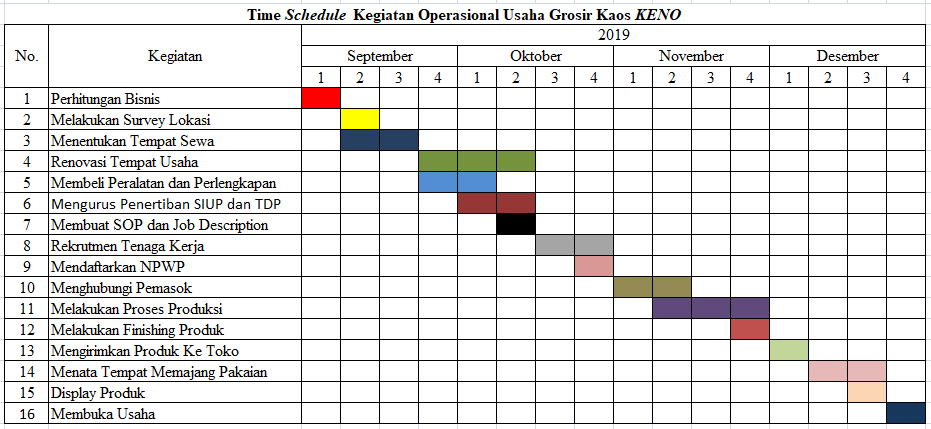 Time Schedule Kegiatan Operasional Usaha Grosir Kaos KENO
No. Kegiatan 2019
September Oktober November Desember
1 2 3 4 1 2 3 4 1 2 3 4 1 2 3 4
1 Perhitungan Bisnis
2 Melakukan Survey Lokasi
3 Menentukan Tempat Sewa
4 Renovasi Tempat Usaha
5 Membeli Peralatan dan Perlengkapan
6 Mengurus Penertiban SIUP dan TDP
7 Membuat SOP dan Job Description
8 Rekrutmen Tenaga Kerja
9 Mendaftarkan NPWP
10 Menghubungi Pemasok
11 Melakukan Proses Produksi
12 Melakukan Finishing Produk
13 Mengirimkan Produk Ke Toko
14 Menata Tempat Memajang Pakaian
15 Display Produk
16 Membuka Usaha